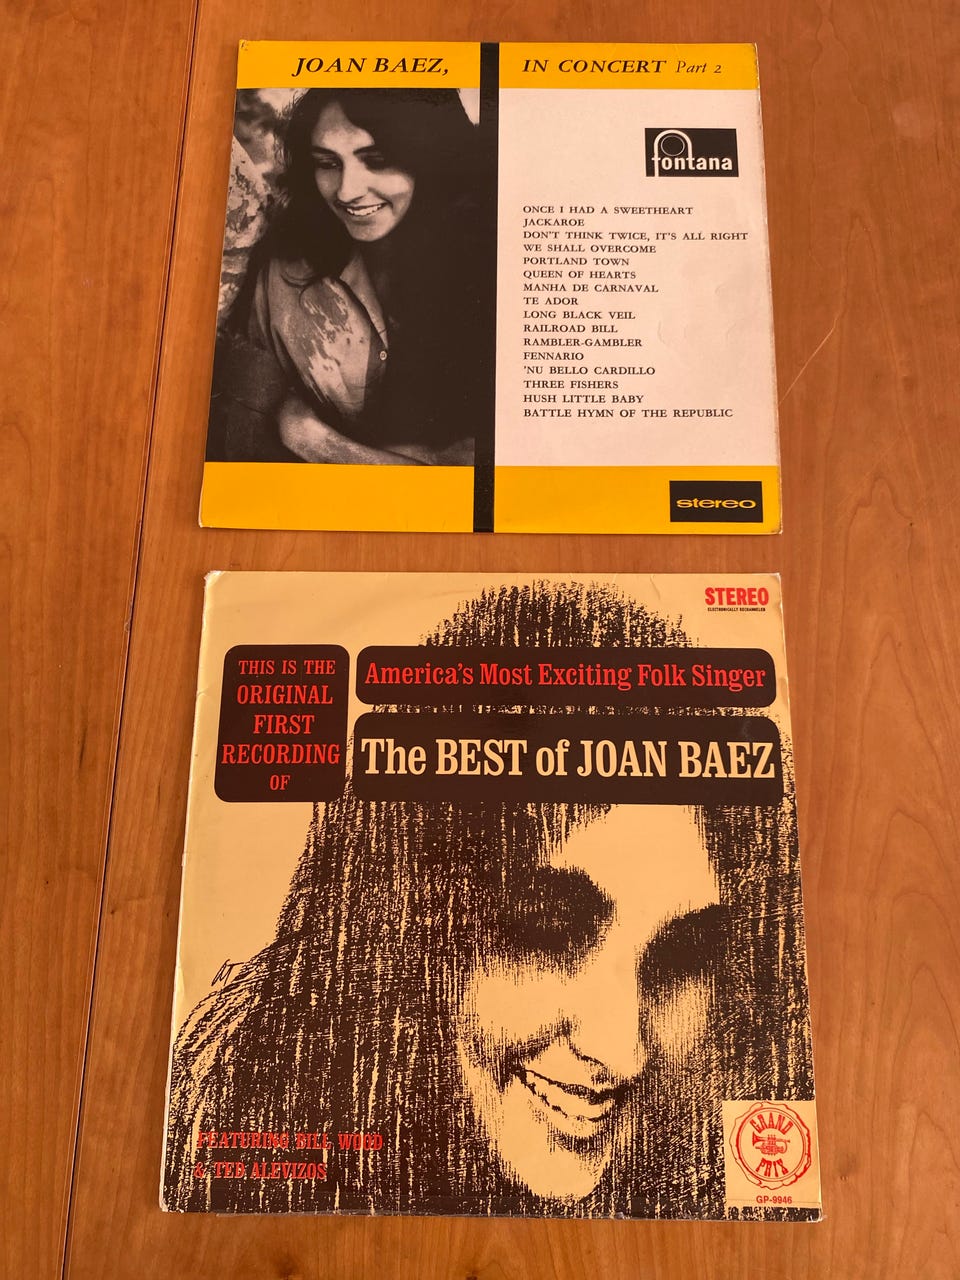 JOAN BAEZ,
IN CONCERT Part 2
fontana
ONCE I HAD A SWEETHEART
JACKAROE
DON'T THINK TWICE, IT'S ALL RIGHT
WE SHALL OVERCOME
PORTLAND TOWN
QUEEN OF HEARTS
MANHA DE CARNAVAL
TE ADOR
LONG BLACK VEIL
RAILROAD BILL
RAMBLER-GAMBLER
FENNARIO
'NU BELLO CARDILLO
THREE FISHERS
HUSH LITTLE BABY
BATTLE HYMN OF THE REPUBLIC
stereo
STEREO
ELECTRONICALLY RECHANNELED
THIS IS THE
ORIGINAL
FIRST
RECORDING
OF
America's Most Exciting Folk Singer
The BEST of JOAN BAEZ
FEATURING BILL WOOD
& TED ALEVIZOS
GRAND
PRIX
GP-9946